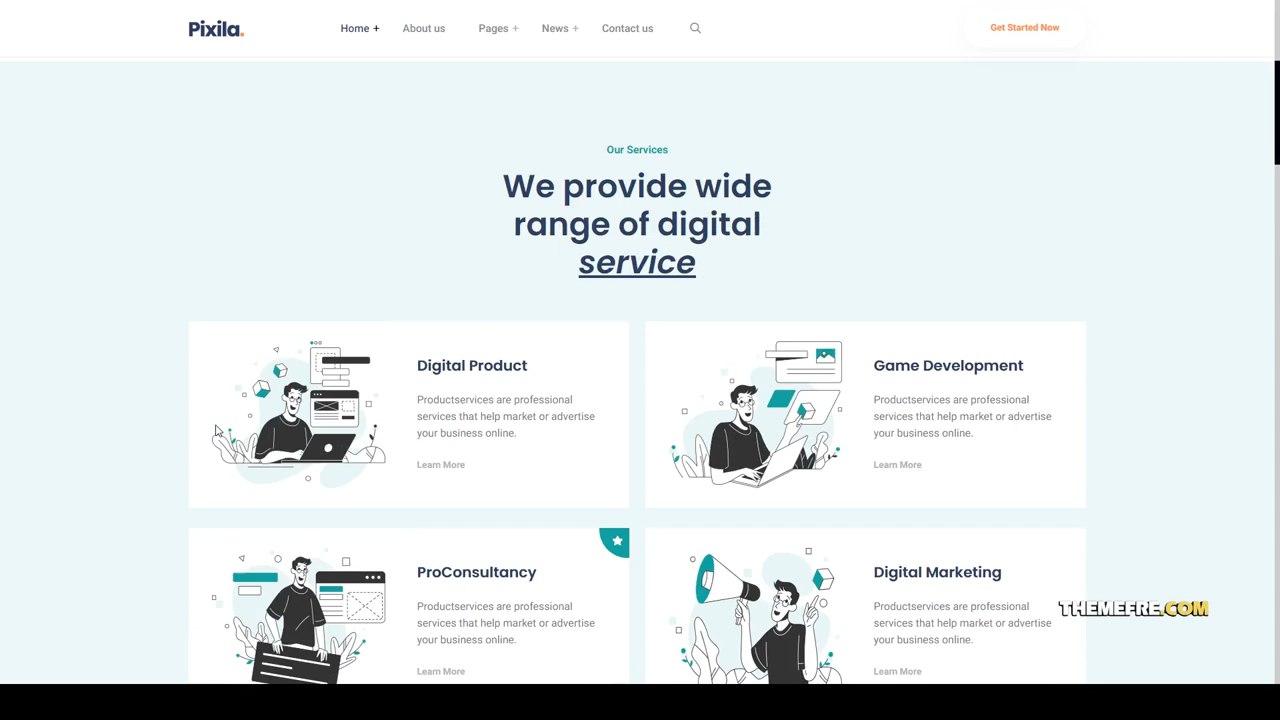 Pixila.
Home +
About us
Pages +
News +
Contact us
Get Started Now
Our Services
We provide wide
range of digital
service
Digital Product
Productservices are professional
services that help market or advertise
your business online.
Learn More
Game Development
Productservices are professional
services that help market or advertise
your business online.
Learn More
ProConsultancy
Productservices are professional
services that help market or advertise
your business online.
Learn More
Digital Marketing
Productservices are professional
services that help market or advertise
your business online.
Learn More
THEMEFRE.COM